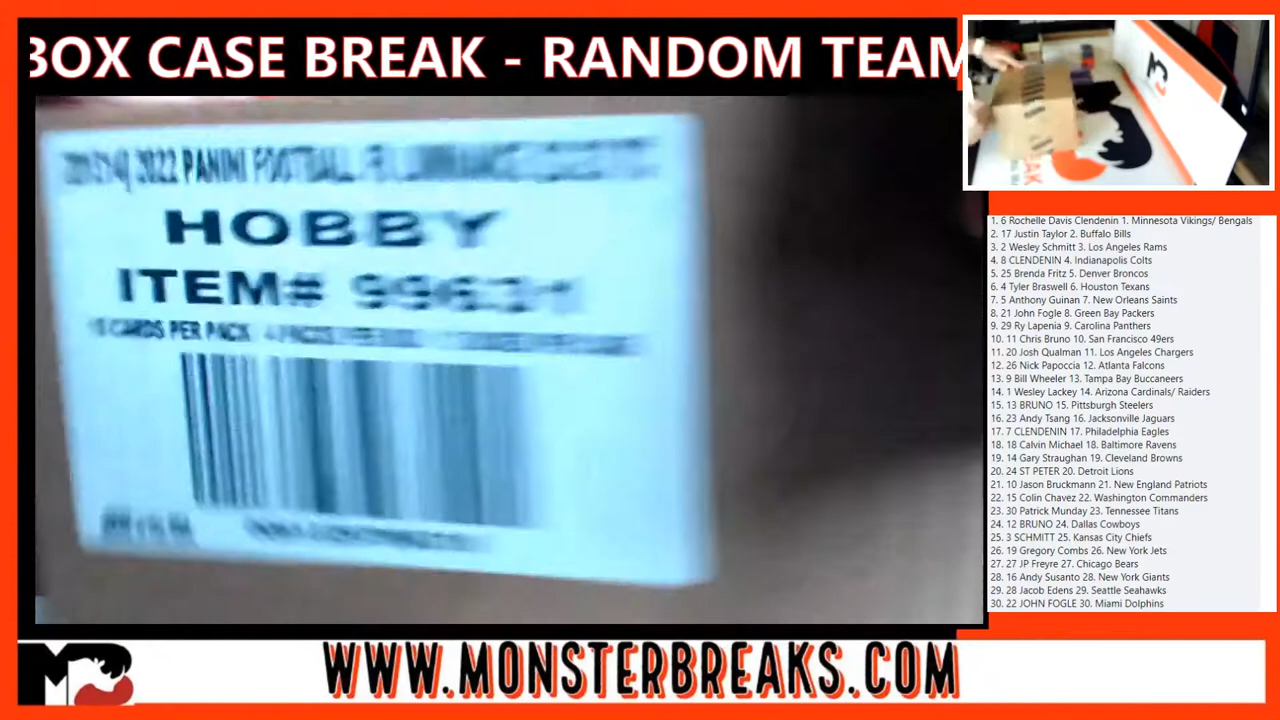 BOX CASE BREAK - RANDOM TEAM
2022 PANINI FOOTBALL
HOBBY
ITEM# 99631
CARDS PER PACK
1. 6 Rochelle Davis Clendenin 1. Minnesota Vikings/ Bengals
2. 17 Justin Taylor 2. Buffalo Bills
3. 2 Wesley Schmitt 3. Los Angeles Rams
4. 8 CLENDENIN 4. Indianapolis Colts
5. 25 Brenda Fritz 5. Denver Broncos
6. 4 Tyler Braswell 6. Houston Texans
7. 5 Anthony Guinan 7. New Orleans Saints
8. 21 John Fogle 8. Green Bay Packers
9. 29 Ry Lapenia 9. Carolina Panthers
10. 11 Chris Bruno 10. San Francisco 49ers
11. 20 Josh Qualman 11. Los Angeles Chargers
12. 26 Nick Papoccia 12. Atlanta Falcons
13. 9 Bill Wheeler 13. Tampa Bay Buccaneers
14. 1 Wesley Lackey 14. Arizona Cardinals/ Raiders
15. 13 BRUNO 15. Pittsburgh Steelers
16. 23 Andy Tsang 16. Jacksonville Jaguars
17. 7 CLENDENIN 17. Philadelphia Eagles
18. 18 Calvin Michael 18. Baltimore Ravens
19. 14 Gary Straughan 19. Cleveland Browns
20. 24 ST PETER 20. Detroit Lions
21. 10 Jason Bruckmann 21. New England Patriots
22. 15 Colin Chavez 22. Washington Commanders
23. 30 Patrick Munday 23. Tennessee Titans
24. 12 BRUNO 24. Dallas Cowboys
25. 3 SCHMITT 25. Kansas City Chiefs
26. 19 Gregory Combs 26. New York Jets
27. 27 JP Freyre 27. Chicago Bears
28. 16 Andy Susanto 28. New York Giants
29. 28 Jacob Edens 29. Seattle Seahawks
30. 22 JOHN FOGLE 30. Miami Dolphins
WWW.MONSTERBREAKS.COM